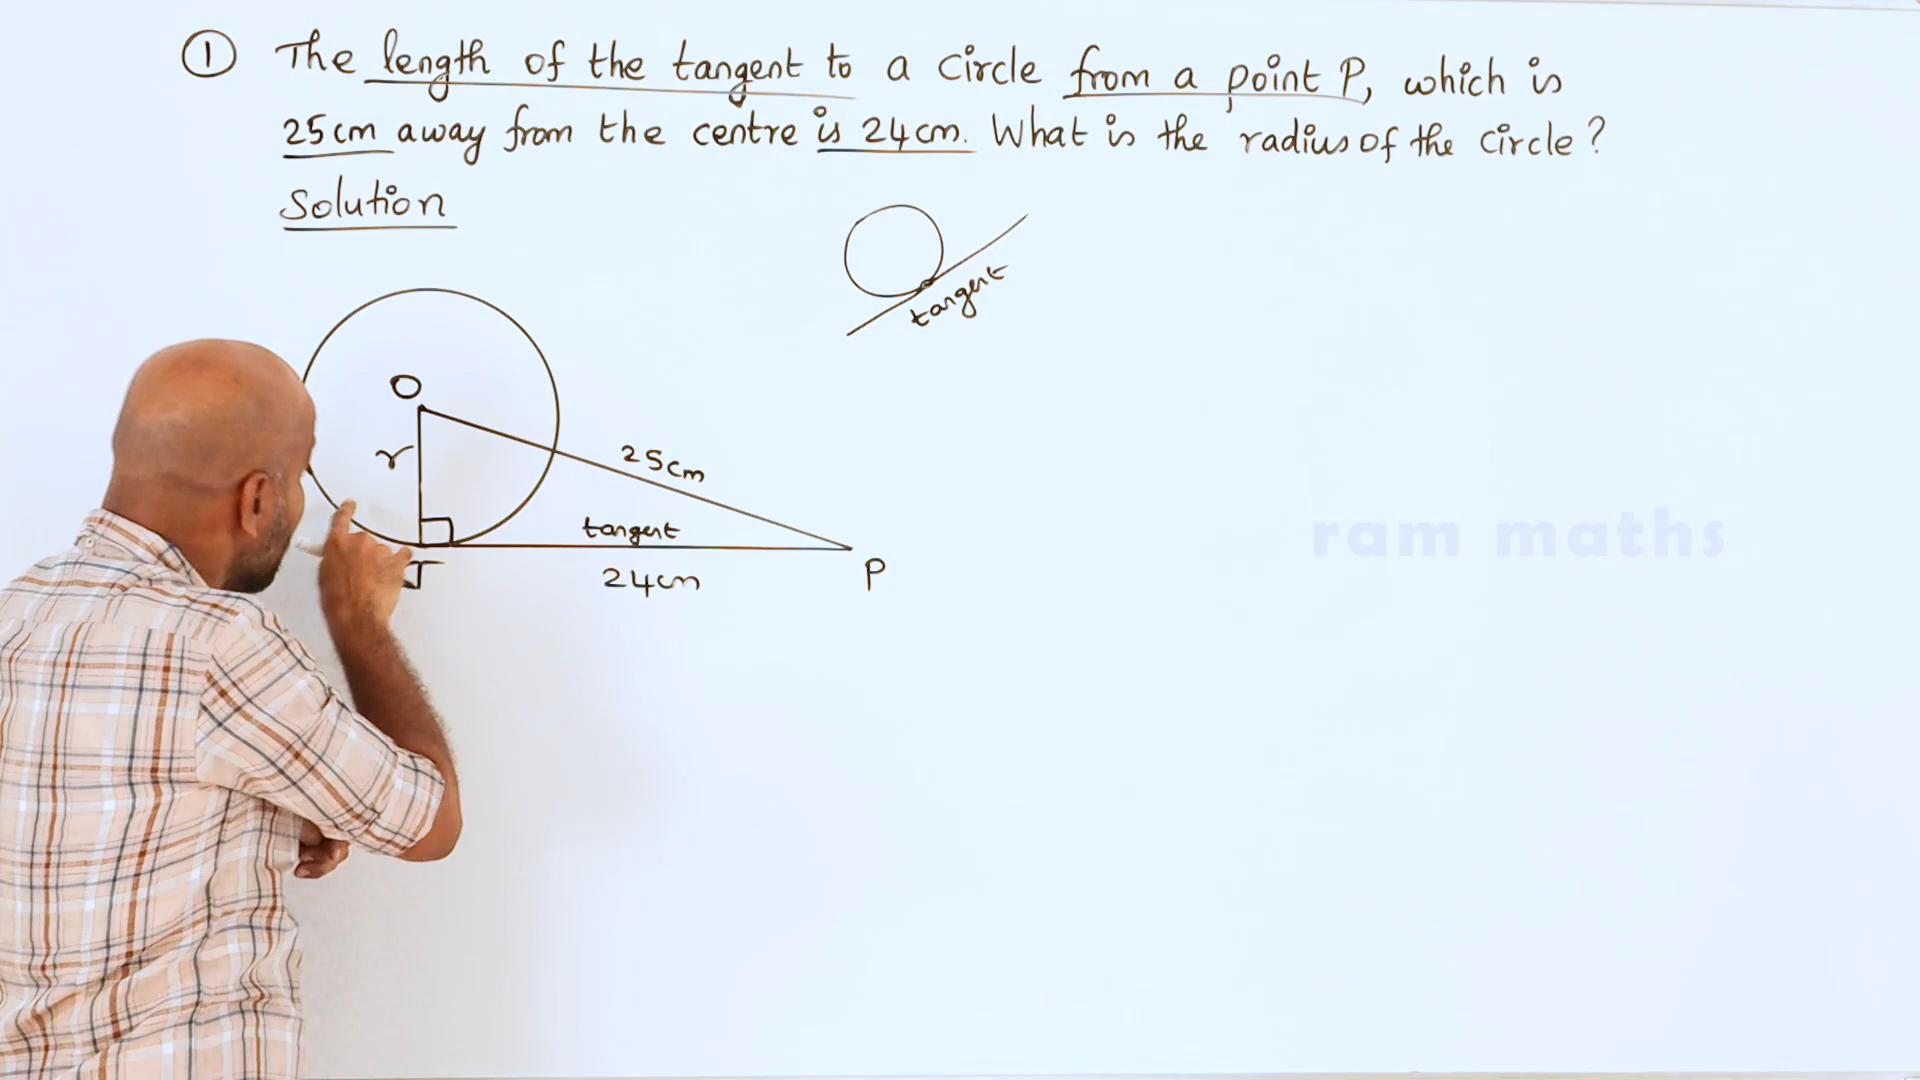 ① The length of the tangent to a circle from a point P, which is
25cm away from the centre is 24cm. What is the radius of the circle?
Solution
tangent
O
r
25cm
tangent
24cm
T
P
ram maths